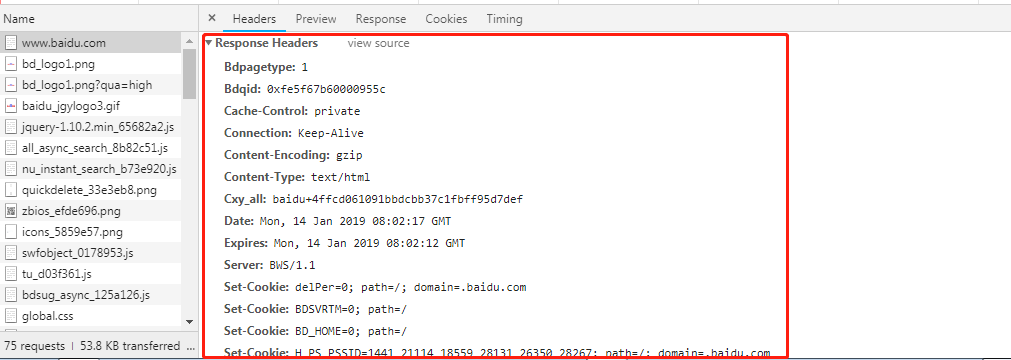 Name
www.baidu.com
bd_logo1.png
bd_logo1.png?qua=high
baidu_jgylogo3.gif
jquery-1.10.2.min_65682a2.js
all_async_search_8b82c51.js
nu_instant_search_b73e920.js
quickdelete_33e3eb8.png
zbios_efde696.png
icons_5859e57.png
swfobject_0178953.js
tu_d03f361.js
bdsug_async_125a126.js
global.css
75 requests | 53.8 KB transferred ...
× Headers Preview Response Cookies Timing
▼ Response Headers view source
Bdpagetype: 1
Bdqid: 0xfe5f67b60000955c
Cache-Control: private
Connection: Keep-Alive
Content-Encoding: gzip
Content-Type: text/html
Cxy_all: baidu+4ffcd061091bbdcbb37c1fbff95d7def
Date: Mon, 14 Jan 2019 08:02:17 GMT
Expires: Mon, 14 Jan 2019 08:02:12 GMT
Server: BWS/1.1
Set-Cookie: delPer=0; path=/; domain=.baidu.com
Set-Cookie: BDSVRTM=0; path=/
Set-Cookie: BD_HOME=0; path=/
Set-Cookie: H_PS_PSSID=1441_21114_18559_28131_26350_28267; path=/; domain=.baidu.com